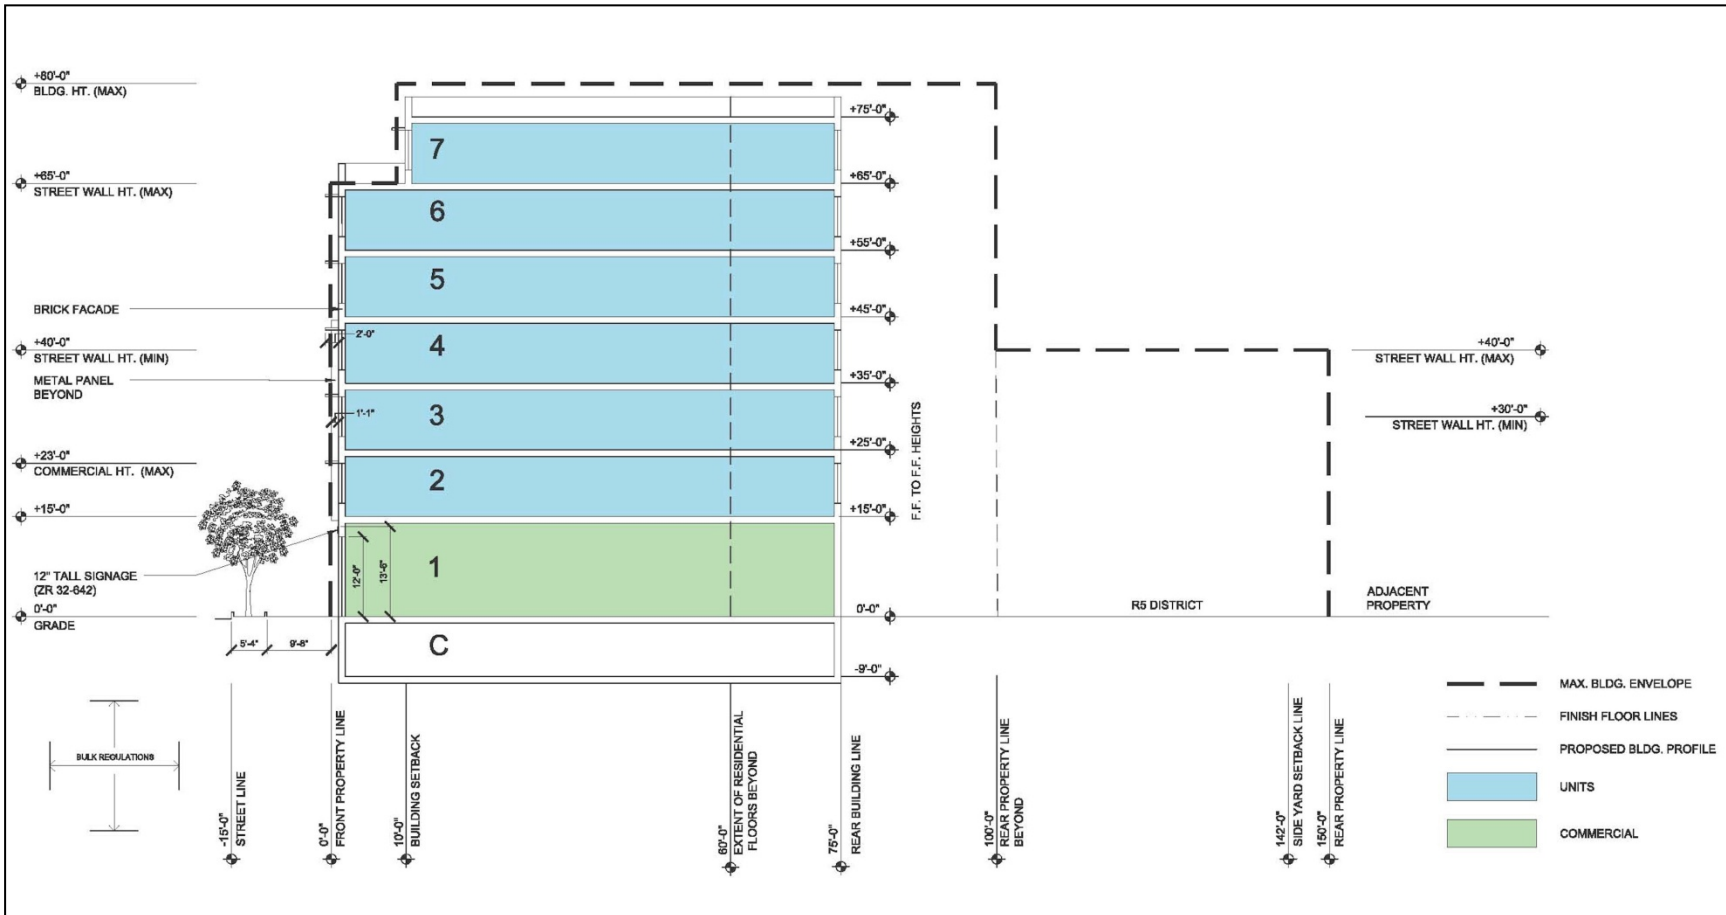 +80'-0"
BLDG. HT. (MAX)
+65'-0"
STREET WALL HT. (MAX)
BRICK FACADE
+40'-0"
STREET WALL HT. (MIN)
METAL PANEL
BEYOND
+23'-0"
COMMERCIAL HT. (MAX)
+15'-0"
12" TALL SIGNAGE
(ZR 32-642)
0'-0"
GRADE
7
6
5
4
3
2
1
C
2'-0"
1'-1"
12'-0"
13'-6"
5'-4"
9'-8"
+75'-0"
+65'-0"
+55'-0"
+45'-0"
+35'-0"
+25'-0"
+15'-0"
0'-0"
-9'-0"
F.F. TO F.F. HEIGHTS
+40'-0"
STREET WALL HT. (MAX)
+30'-0"
STREET WALL HT. (MIN)
R5 DISTRICT
ADJACENT
PROPERTY
BULK REGULATIONS
-15'-0"
STREET LINE
0'-0"
FRONT PROPERTY LINE
10'-0"
BUILDING SETBACK
60'-0"
EXTENT OF RESIDENTIAL
FLOORS BEYOND
75'-0"
REAR BUILDING LINE
100'-0"
REAR PROPERTY LINE
BEYOND
142'-0"
SIDE YARD SETBACK LINE
150'-0"
REAR PROPERTY LINE
MAX. BLDG. ENVELOPE
FINISH FLOOR LINES
PROPOSED BLDG. PROFILE
UNITS
COMMERCIAL